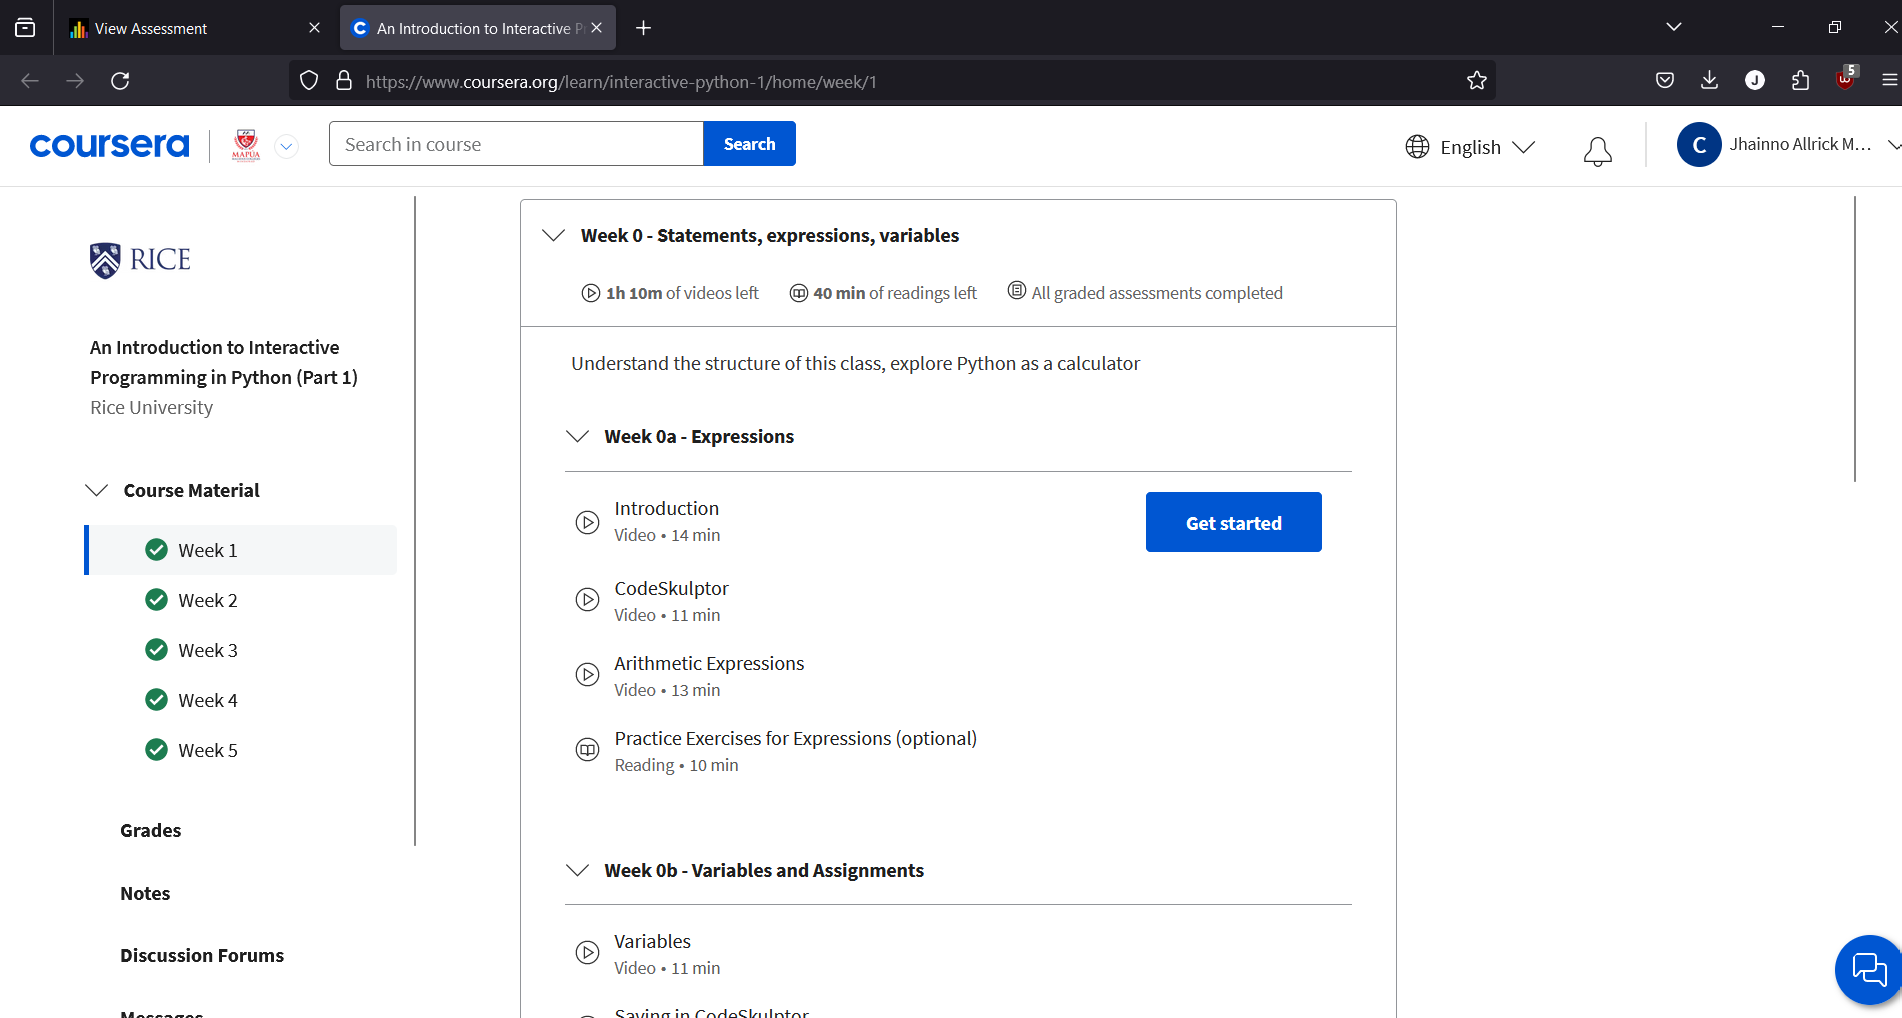 View Assessment
An Introduction to Interactive P
https://www.coursera.org/learn/interactive-python-1/home/week/1
5
coursera
MAPÚA
Search in course
Search
English
C
Jhainno Allrick M...
RICE
An Introduction to Interactive
Programming in Python (Part 1)
Rice University
Course Material
Week 1
Week 2
Week 3
Week 4
Week 5
Grades
Notes
Discussion Forums
Messages
Week 0 - Statements, expressions, variables
1h 10m of videos left
40 min of readings left
All graded assessments completed
Understand the structure of this class, explore Python as a calculator
Week 0a - Expressions
Introduction
Video • 14 min
Get started
CodeSkulptor
Video • 11 min
Arithmetic Expressions
Video • 13 min
Practice Exercises for Expressions (optional)
Reading • 10 min
Week 0b - Variables and Assignments
Variables
Video • 11 min
Saving in CodeSkulptor